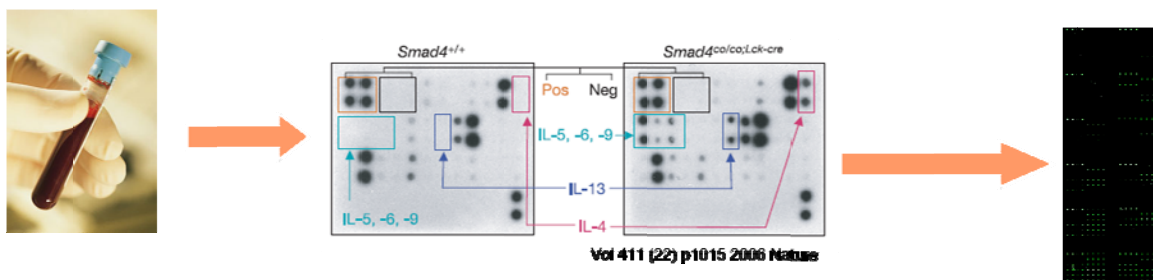 Smad4+/+
Smad4co/co;Lck-cre
Pos Neg
IL-5, -6, -9
IL-13
IL-5, -6, -9
IL-4
Vol 411 (22) p1015 2006 Nature